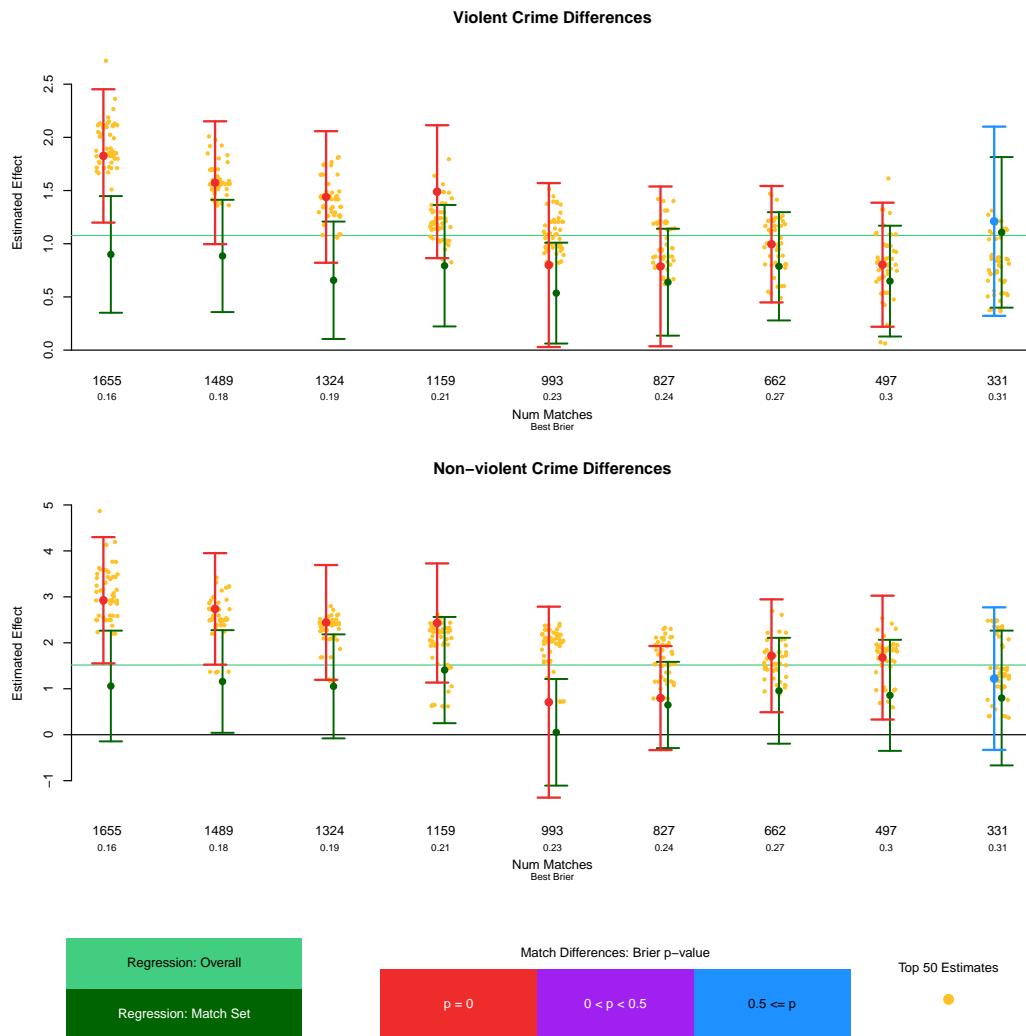 Violent Crime Differences
Estimated Effect
2.5
2.0
1.5
1.0
0.5
0.0
1655 1489 1324 1159 993 827 662 497 331
0.16 0.18 0.19 0.21 0.23 0.24 0.27 0.3 0.31
Num Matches
Best Brier
Non−violent Crime Differences
Estimated Effect
5
4
3
2
1
0
−1
1655 1489 1324 1159 993 827 662 497 331
0.16 0.18 0.19 0.21 0.23 0.24 0.27 0.3 0.31
Num Matches
Best Brier
Regression: Overall
Regression: Match Set
Match Differences: Brier p−value
p = 0
0 < p < 0.5
0.5 <= p
Top 50 Estimates